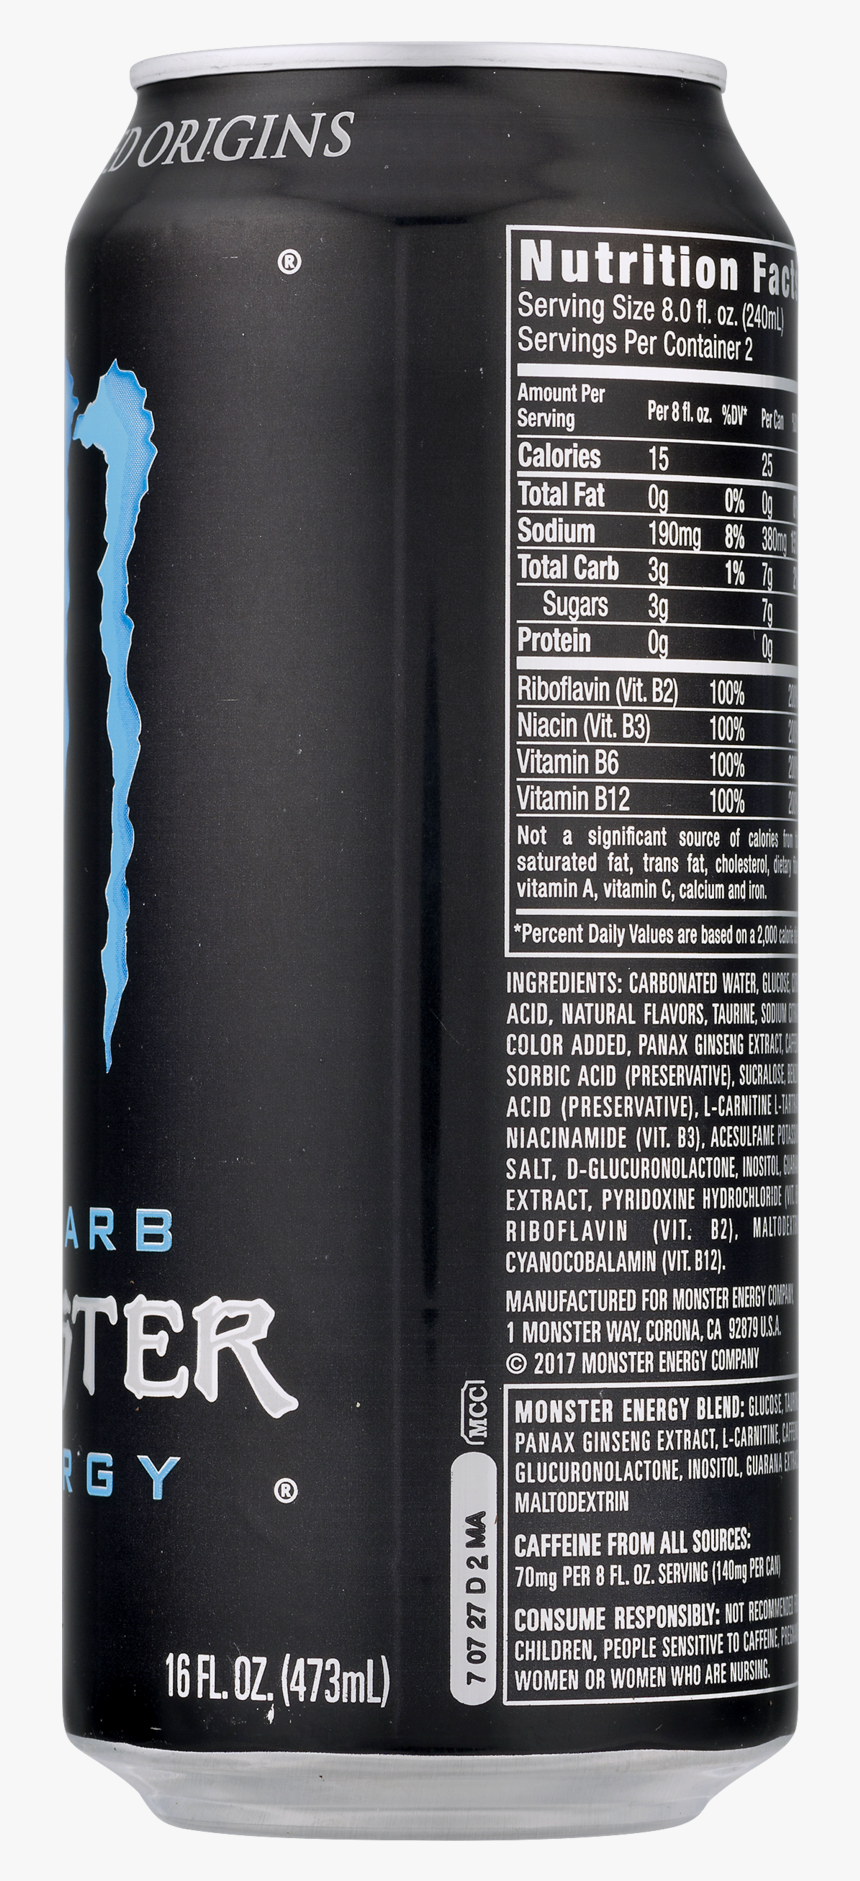 ED ORIGINS
®
ARB
STER
RGY
®
16 FL. OZ. (473mL)
MCC
7 07 27 D 2 MA
Nutrition Facts
Serving Size 8.0 fl. oz. (240mL)
Servings Per Container 2
Amount Per
Serving Per 8 fl. oz. %DV* Per Can
Calories 15 25
Total Fat 0g 0% 0g
Sodium 190mg 8% 380mg
Total Carb 3g 1% 7g
Sugars 3g 7g
Protein 0g 0g
Riboflavin (Vit. B2) 100%
Niacin (Vit. B3) 100%
Vitamin B6 100%
Vitamin B12 100%
Not a significant source of calories from
saturated fat, trans fat, cholesterol, dietary
vitamin A, vitamin C, calcium and iron.
*Percent Daily Values are based on a 2,000 calorie
INGREDIENTS: CARBONATED WATER, GLUCOSE,
ACID, NATURAL FLAVORS, TAURINE, SODIUM
COLOR ADDED, PANAX GINSENG EXTRACT,
SORBIC ACID (PRESERVATIVE), SUCRALOSE,
ACID (PRESERVATIVE), L-CARNITINE
NIACINAMIDE (VIT. B3), ACESULFAME
SALT, D-GLUCURONOLACTONE, INOSITOL,
EXTRACT, PYRIDOXINE HYDROCHLORIDE
RIBOFLAVIN (VIT. B2),
CYANOCOBALAMIN (VIT. B12).
MANUFACTURED FOR MONSTER ENERGY COMPANY,
1 MONSTER WAY, CORONA, CA 92879 U.S.A.
© 2017 MONSTER ENERGY COMPANY
MONSTER ENERGY BLEND: GLUCOSE,
PANAX GINSENG EXTRACT, L-CARNITINE,
GLUCURONOLACTONE, INOSITOL, GUARANA
MALTODEXTRIN
CAFFEINE FROM ALL SOURCES:
70mg PER 8 FL. OZ. SERVING (140mg PER CAN)
CONSUME RESPONSIBLY: NOT RECOMMENDED
CHILDREN, PEOPLE SENSITIVE TO CAFFEINE,
WOMEN OR WOMEN WHO ARE NURSING.